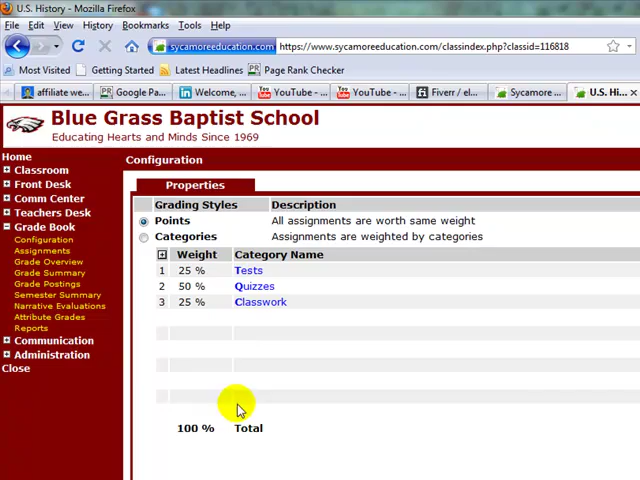 U.S. History - Mozilla Firefox
File Edit View History Bookmarks Tools Help
sycamoreeducation.com https://www.sycamoreeducation.com/classindex.php?classid=116818
Most Visited Getting Started Latest Headlines Page Rank Checker
affiliate we... Google Pa... Welcome, ... YouTube - ... YouTube - ... Fiverr / el... Sycamore ... U.S. Hi...
Blue Grass Baptist School
Educating Hearts and Minds Since 1969
Home
Classroom
Front Desk
Comm Center
Teachers Desk
Grade Book
Configuration
Assignments
Grade Overview
Grade Summary
Grade Postings
Semester Summary
Narrative Evaluations
Attribute Grades
Reports
Communication
Administration
Close
Configuration
Properties
Grading Styles Description
Points All assignments are worth same weight
Categories Assignments are weighted by categories
Weight Category Name
1 25 % Tests
2 50 % Quizzes
3 25 % Classwork
100 % Total